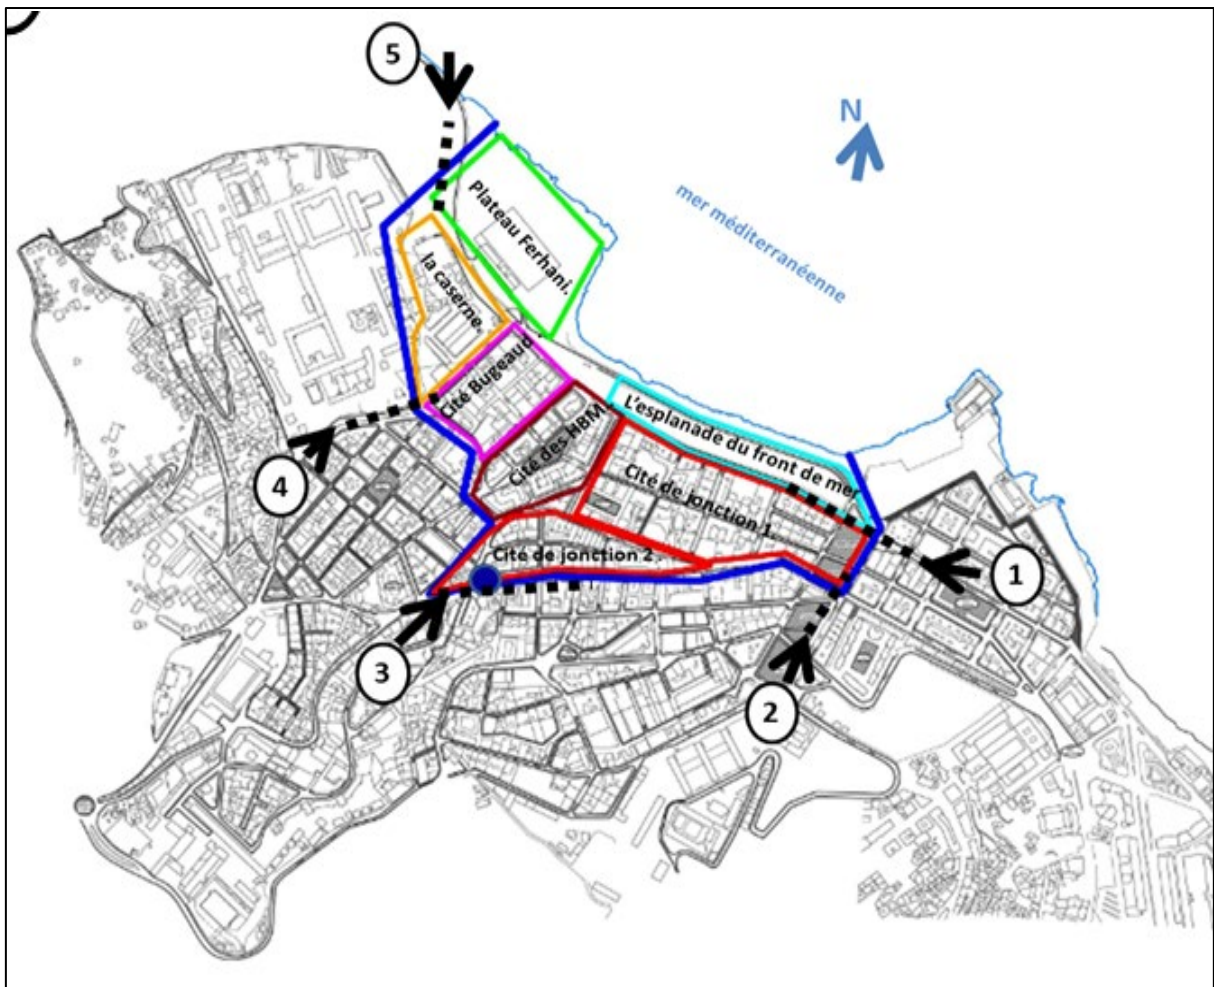 5
N
Plateau Ferhani.
mer méditerranéenne
la caserne.
Cité Bugeaud
L'esplanade du front de mer
Cité des HBM
Cité de jonction 1.
4
Cité de jonction 2.
1
3
2